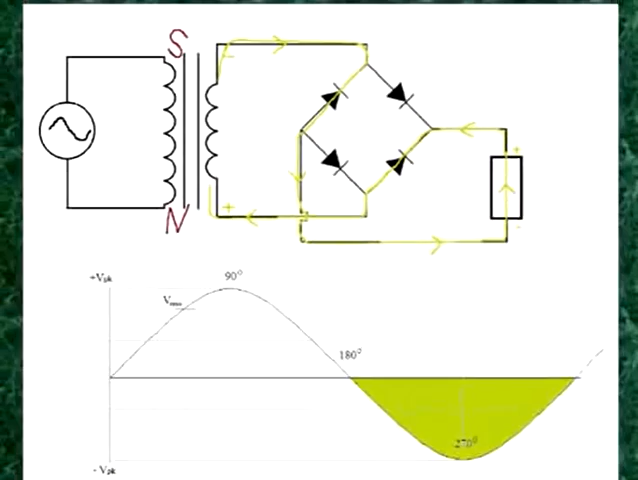 S
-
+
N
+
-
+Vpk
90°
Vrms
180°
270°
- Vpk